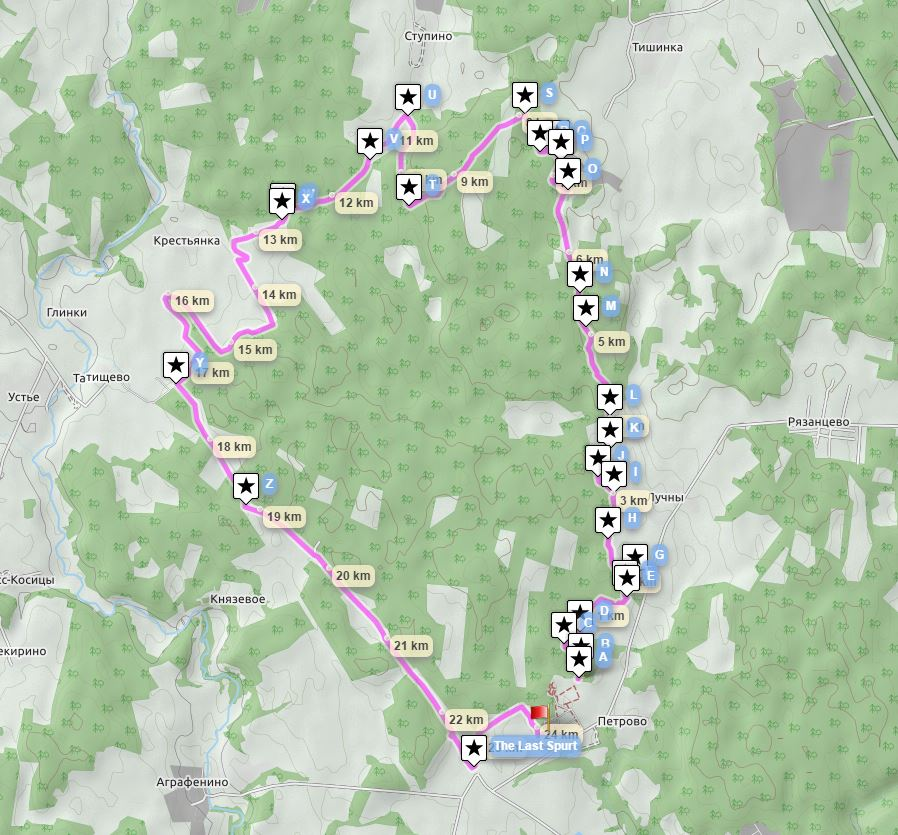 Ступино
Тишинка
U
S
V
11 km
P
O
T
9 km
X
12 km
Крестьянка
13 km
6 km
N
14 km
16 km
M
Глинки
5 km
15 km
Y
17 km
Татищево
Устье
L
Рязанцево
K
18 km
J
I
Z
3 km
Лучны
19 km
H
G
20 km
E
Князевое
D
C
21 km
B
A
22 km
Петрово
24 km
The Last Spurt
Аграфенино